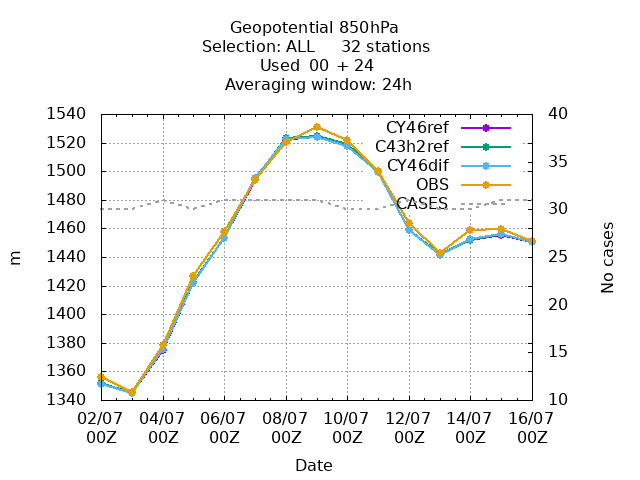 Geopotential 850hPa
Selection: ALL 32 stations
Used 00 + 24
Averaging window: 24h
1540 40
CY46ref
1520
C43h2ref
35
1500
CY46dif
OBS
1480
CASES
30
1460
1440
25
m
No cases
1420
20
1400
1380
15
1360
1340 10
02/07 04/07 06/07 08/07 10/07 12/07 14/07 16/07
00Z 00Z 00Z 00Z 00Z 00Z 00Z 00Z
Date